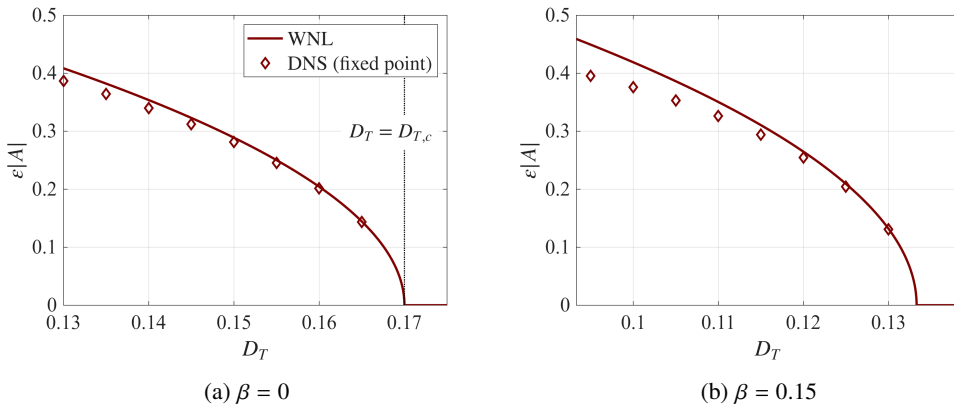 0.5
0.4
0.3
0.2
0.1
0
ε|A|
WNL
DNS (fixed point)
D_T = D_{T,c}
0.13 0.14 0.15 0.16 0.17
D_T
(a) β = 0
0.5
0.4
0.3
0.2
0.1
0
ε|A|
0.1 0.11 0.12 0.13
D_T
(b) β = 0.15